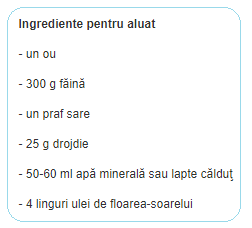 Ingrediente pentru aluat
- un ou
- 300 g făină
- un praf sare
- 25 g drojdie
- 50-60 ml apă minerală sau lapte călduţ
- 4 linguri ulei de floarea-soarelui